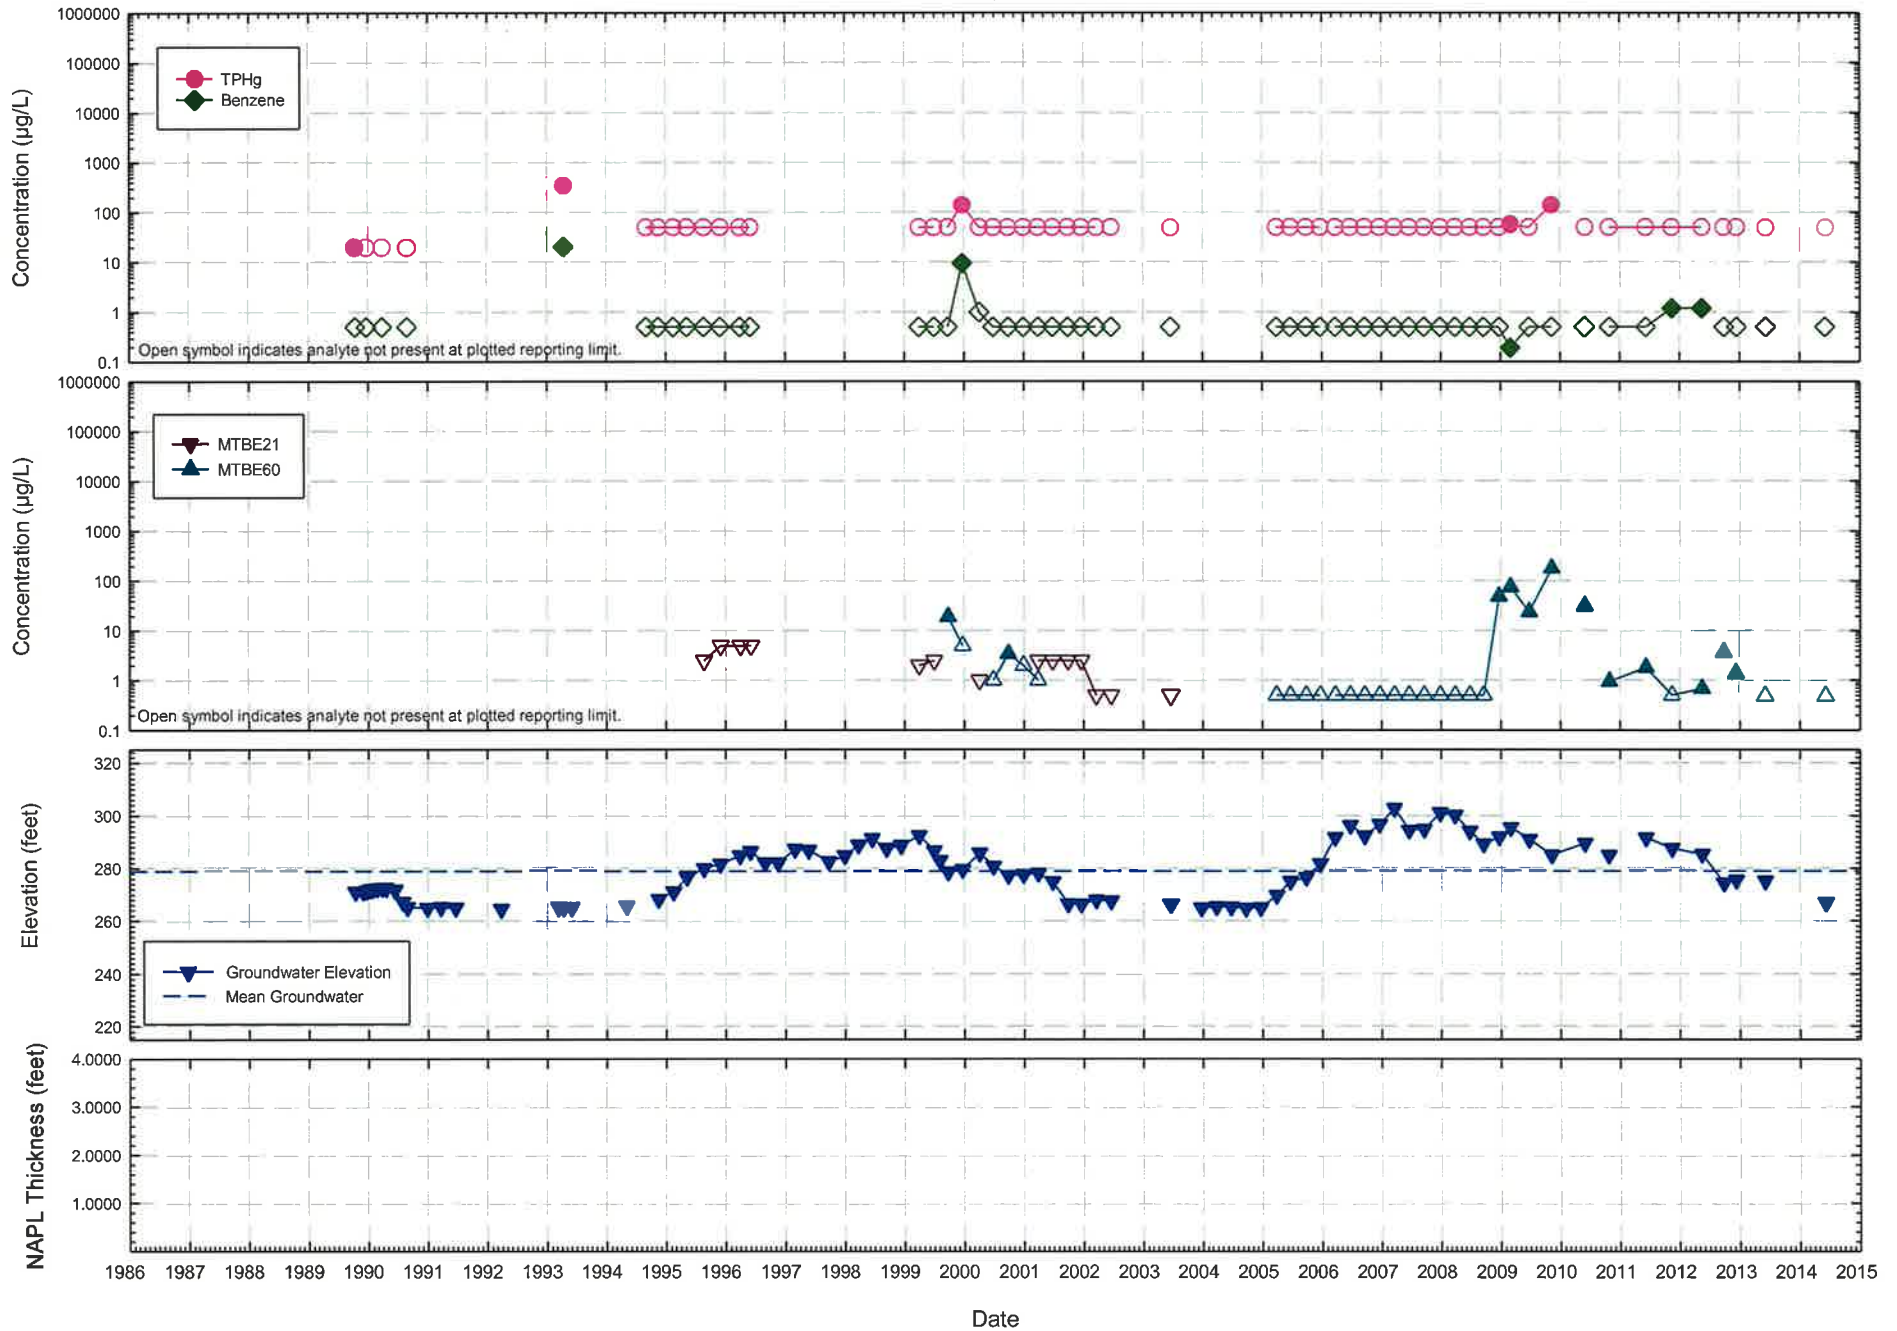 1000000
100000
10000
1000
100
10
1
0.1
Concentration (µg/L)
TPHg
Benzene
Open symbol indicates analyte not present at plotted reporting limit.
1000000
100000
10000
1000
100
10
1
0.1
Concentration (µg/L)
MTBE21
MTBE60
Open symbol indicates analyte not present at plotted reporting limit.
320
300
280
260
240
220
Elevation (feet)
Groundwater Elevation
Mean Groundwater
4.0000
3.0000
2.0000
1.0000
NAPL Thickness (feet)
1986 1987 1988 1989 1990 1991 1992 1993 1994 1995 1996 1997 1998 1999 2000 2001 2002 2003 2004 2005 2006 2007 2008 2009 2010 2011 2012 2013 2014 2015
Date